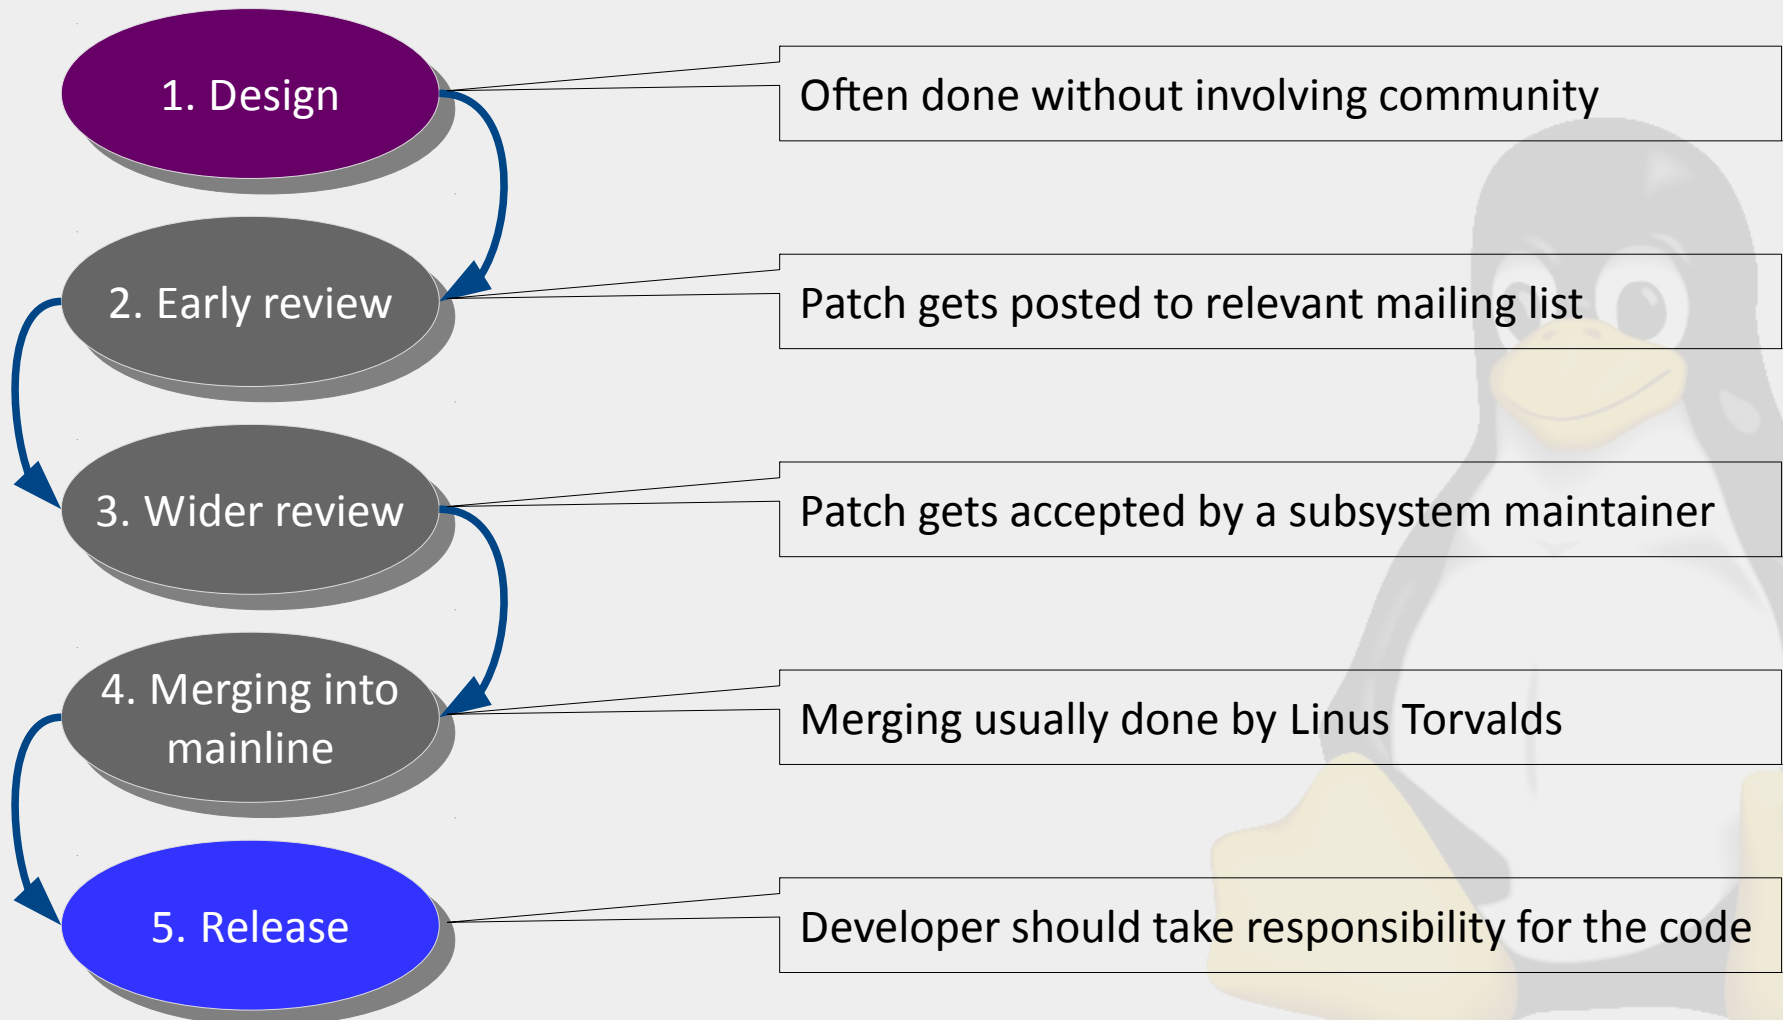 1. Design
Often done without involving community
2. Early review
Patch gets posted to relevant mailing list
3. Wider review
Patch gets accepted by a subsystem maintainer
4. Merging into
mainline
Merging usually done by Linus Torvalds
5. Release
Developer should take responsibility for the code